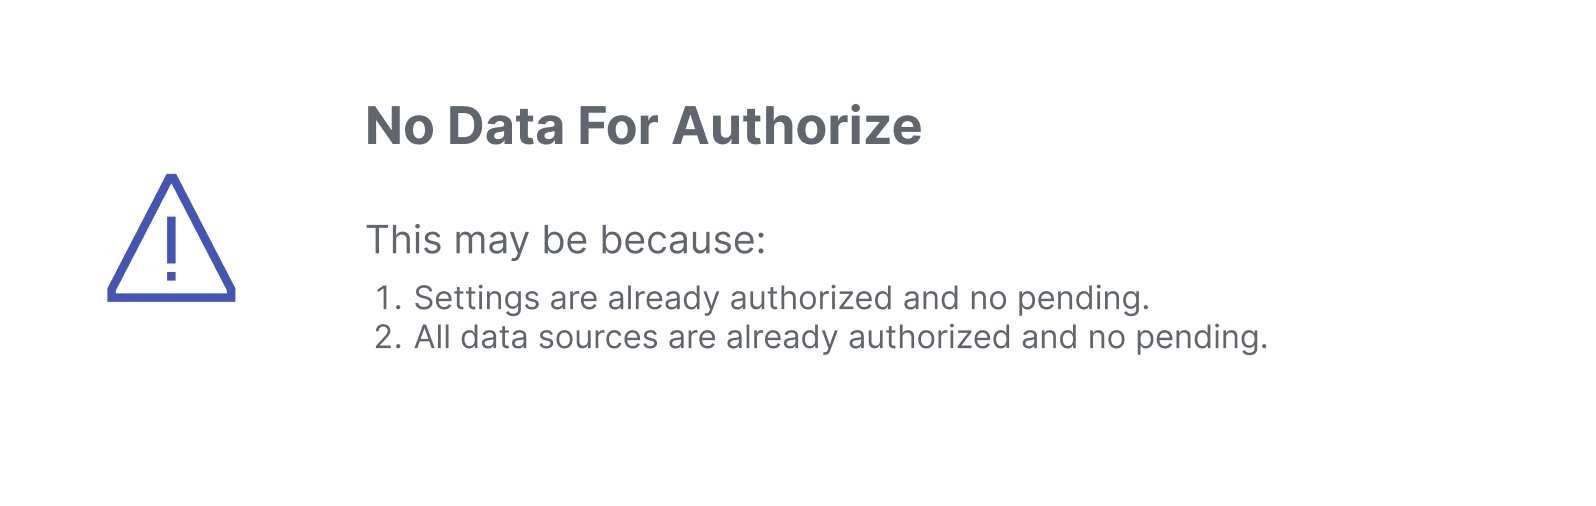 No Data For Authorize
This may be because:
1. Settings are already authorized and no pending.
2. All data sources are already authorized and no pending.